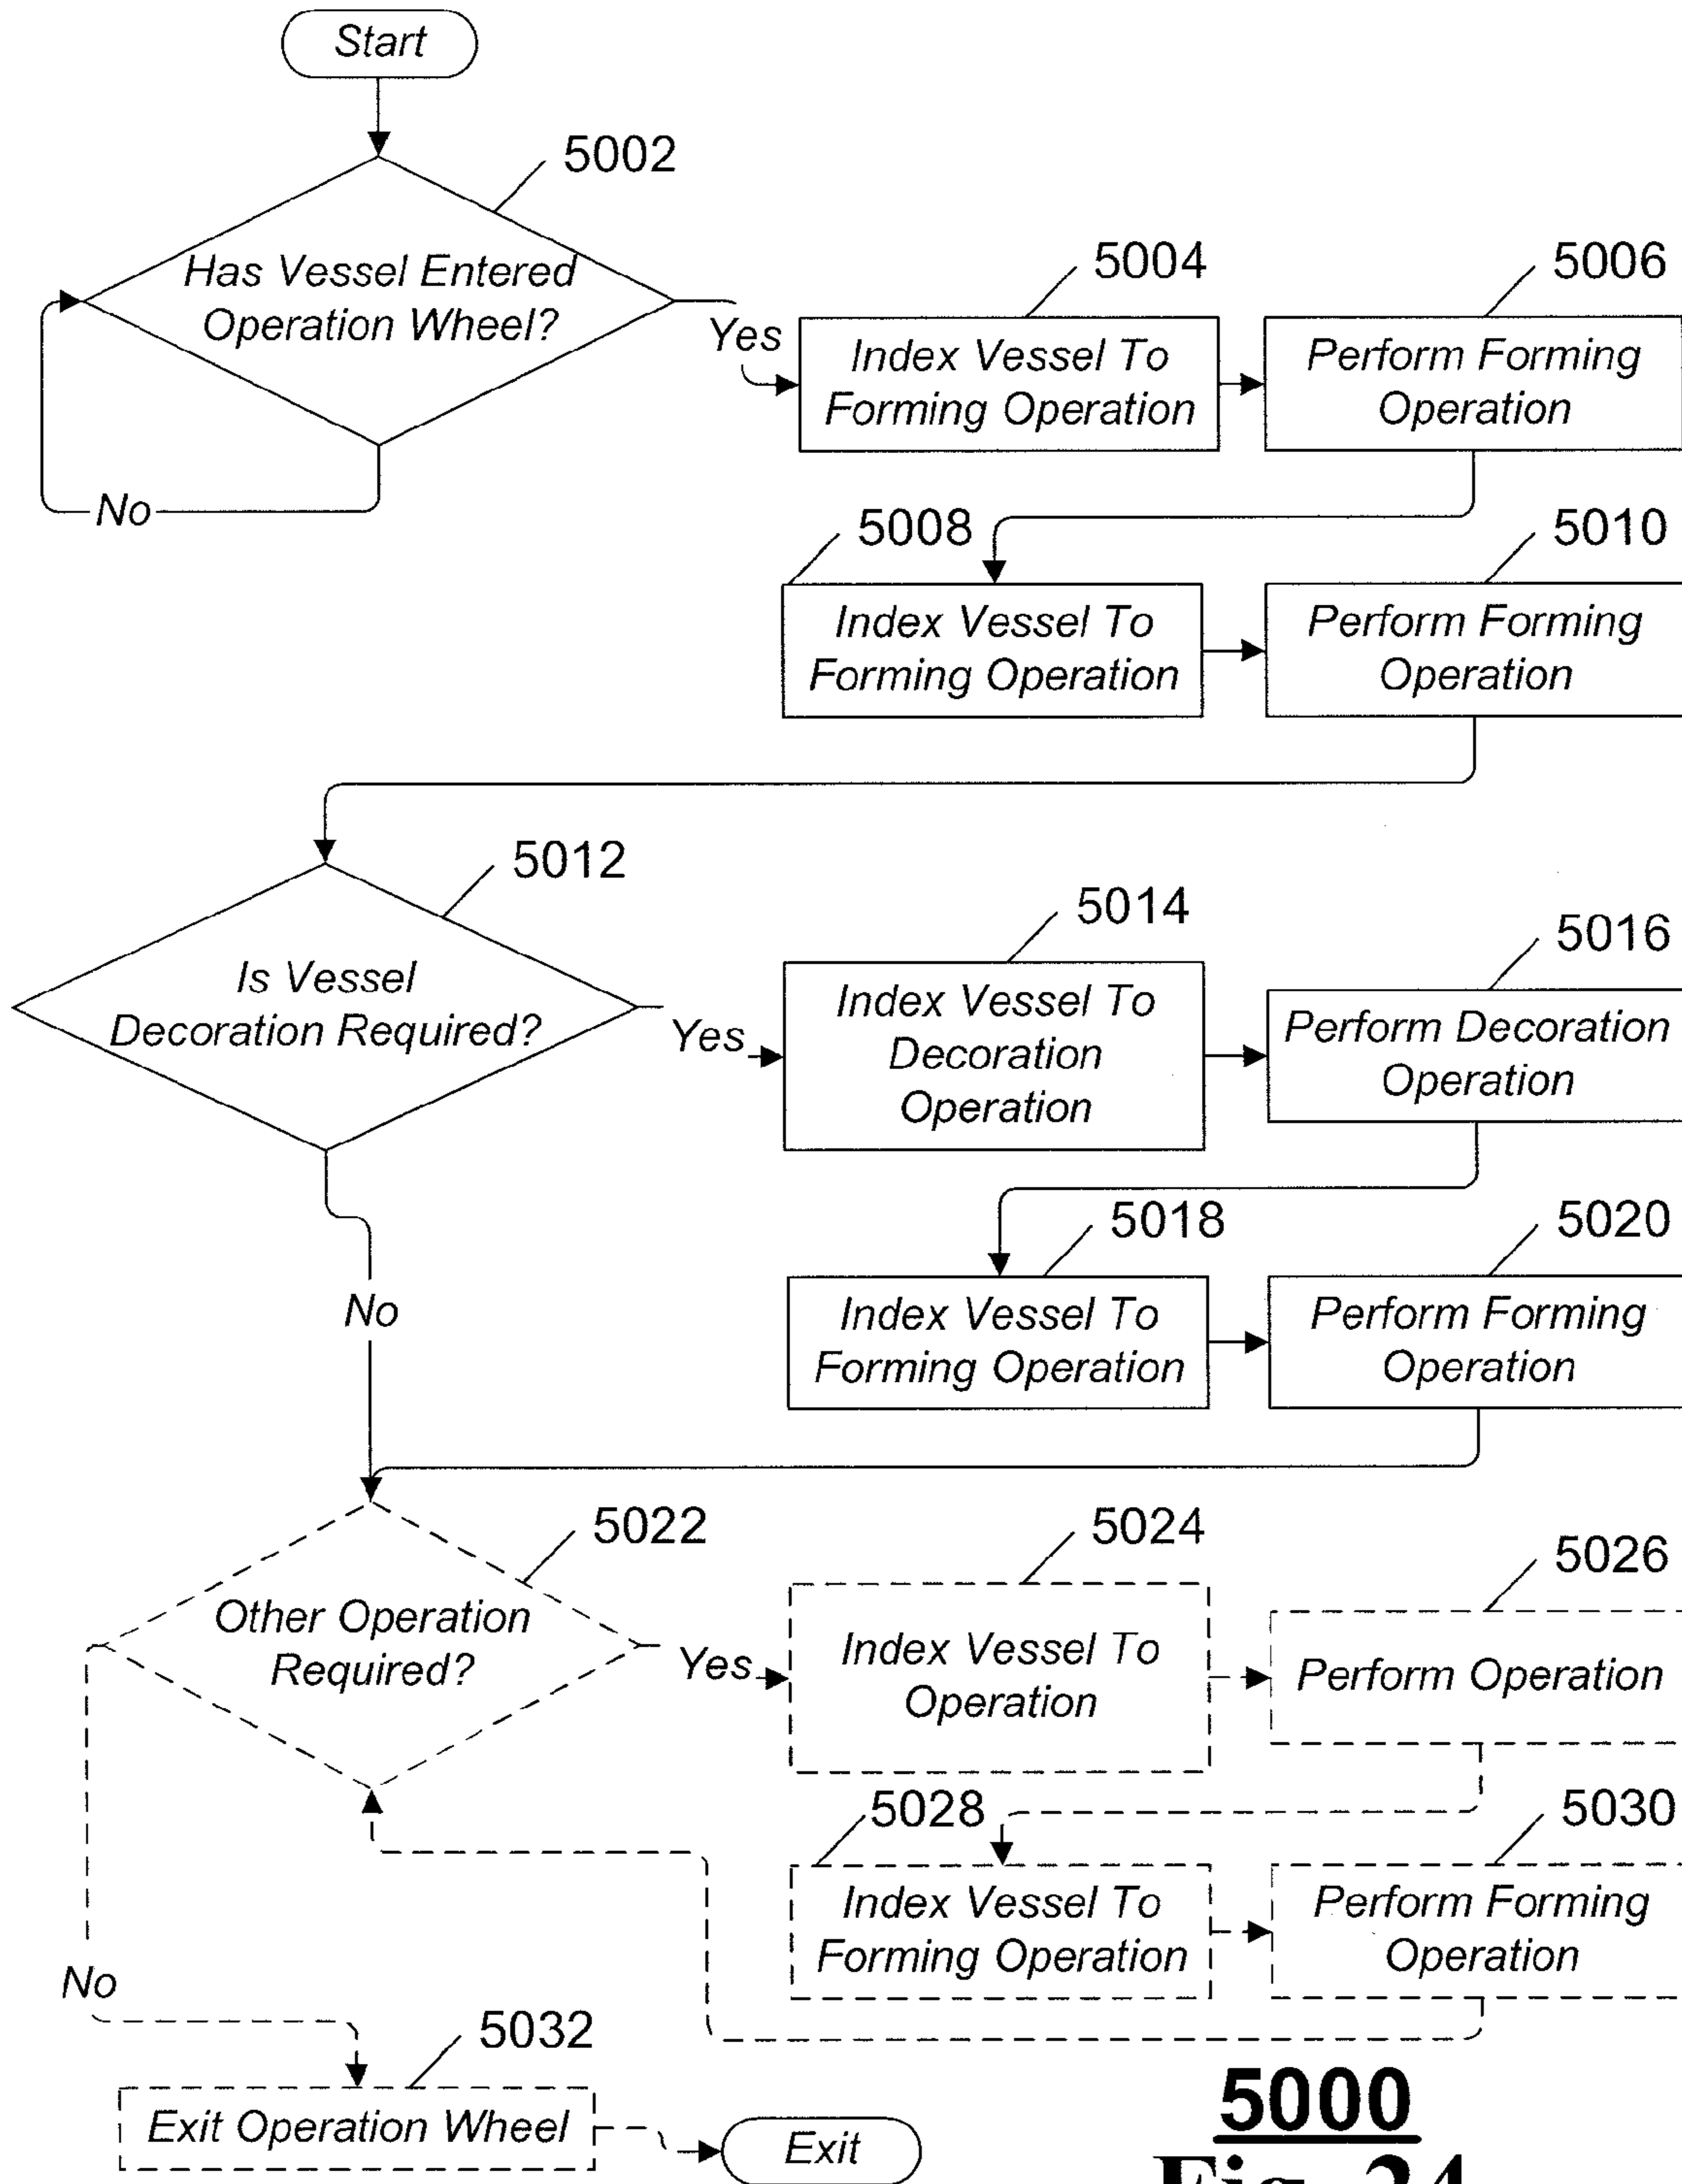 Start
5002
Has Vessel Entered
Operation Wheel?
Yes
No
5004
Index Vessel To
Forming Operation
5006
Perform Forming
Operation
5008
Index Vessel To
Forming Operation
5010
Perform Forming
Operation
5012
Is Vessel
Decoration Required?
Yes
No
5014
Index Vessel To
Decoration
Operation
5016
Perform Decoration
Operation
5018
Index Vessel To
Forming Operation
5020
Perform Forming
Operation
5022
Other Operation
Required?
Yes
No
5024
Index Vessel To
Operation
5026
Perform Operation
5028
Index Vessel To
Forming Operation
5030
Perform Forming
Operation
5032
Exit Operation Wheel
Exit
5000
Fig. 24